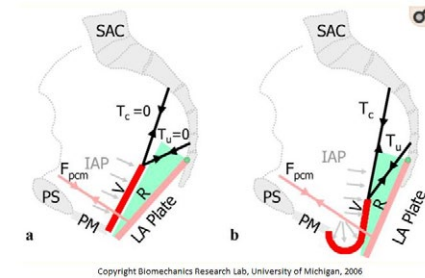 SAC
T_c =0
T_u=0
IAP
F_pcm
V
R
PS
PM
LA Plate
a
SAC
T_c
T_u
IAP
F_pcm
V
R
PS
PM
LA Plate
b
Copyright Biomechanics Research Lab, University of Michigan, 2006